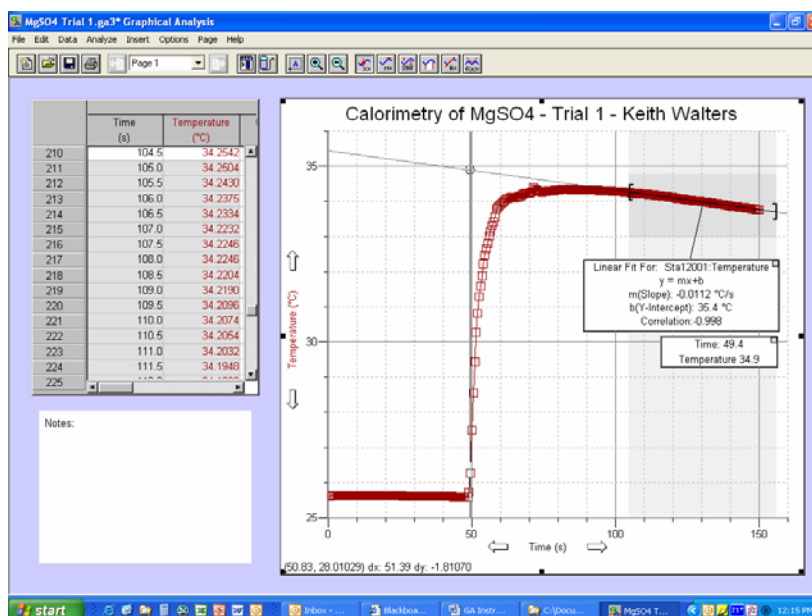 MgSO4 Trial 1.ga3* Graphical Analysis
File Edit Data Analyze Insert Options Page Help
Page 1
Time Temperature
(s) (°C)
210 104.5 34.2542
211 105.0 34.2504
212 105.5 34.2430
213 106.0 34.2375
214 106.5 34.2334
215 107.0 34.2232
216 107.5 34.2246
217 108.0 34.2246
218 108.5 34.2204
219 109.0 34.2190
220 109.5 34.2096
221 110.0 34.2074
222 110.5 34.2054
223 111.0 34.2032
224 111.5 34.1948
225
Notes:
Calorimetry of MgSO4 - Trial 1 - Keith Walters
35
30
25
Temperature (°C)
Linear Fit For: Sta12001:Temperature
y = mx+b
m(Slope): -0.0112 °C/s
b(Y-Intercept): 35.4 °C
Correlation:-0.998
Time: 49.4
Temperature 34.9
0 50 100 150
Time (s)
(50.83, 28.01029) dx: 51.39 dy: -1.81070
start Inbox - ... Blackboa... GA Instr... C:\Docu... MgSO4 T... 71° 12:15 PM